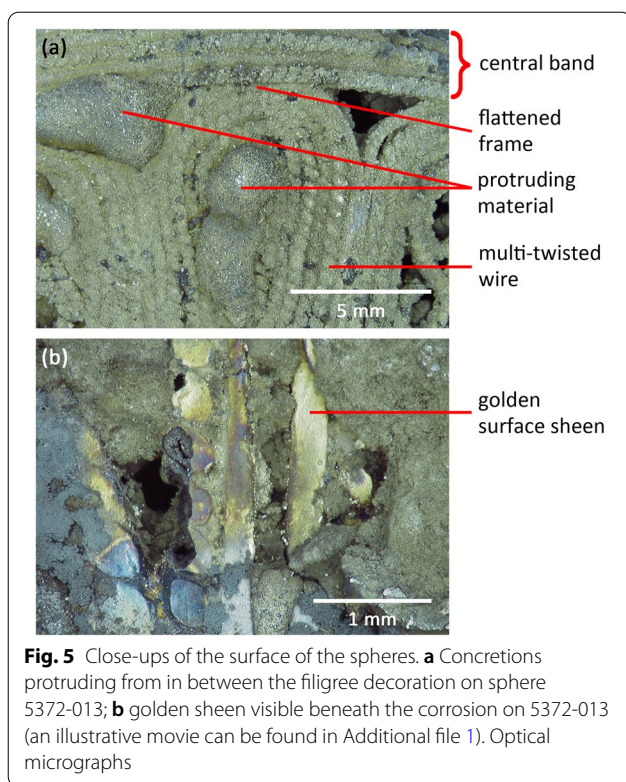 (a)
central band
flattened
frame
protruding
material
multi-twisted
wire
5 mm
(b)
golden
surface sheen
1 mm
Fig. 5 Close-ups of the surface of the spheres. a Concretions
protruding from in between the filigree decoration on sphere
5372-013; b golden sheen visible beneath the corrosion on 5372-013
(an illustrative movie can be found in Additional file 1). Optical
micrographs